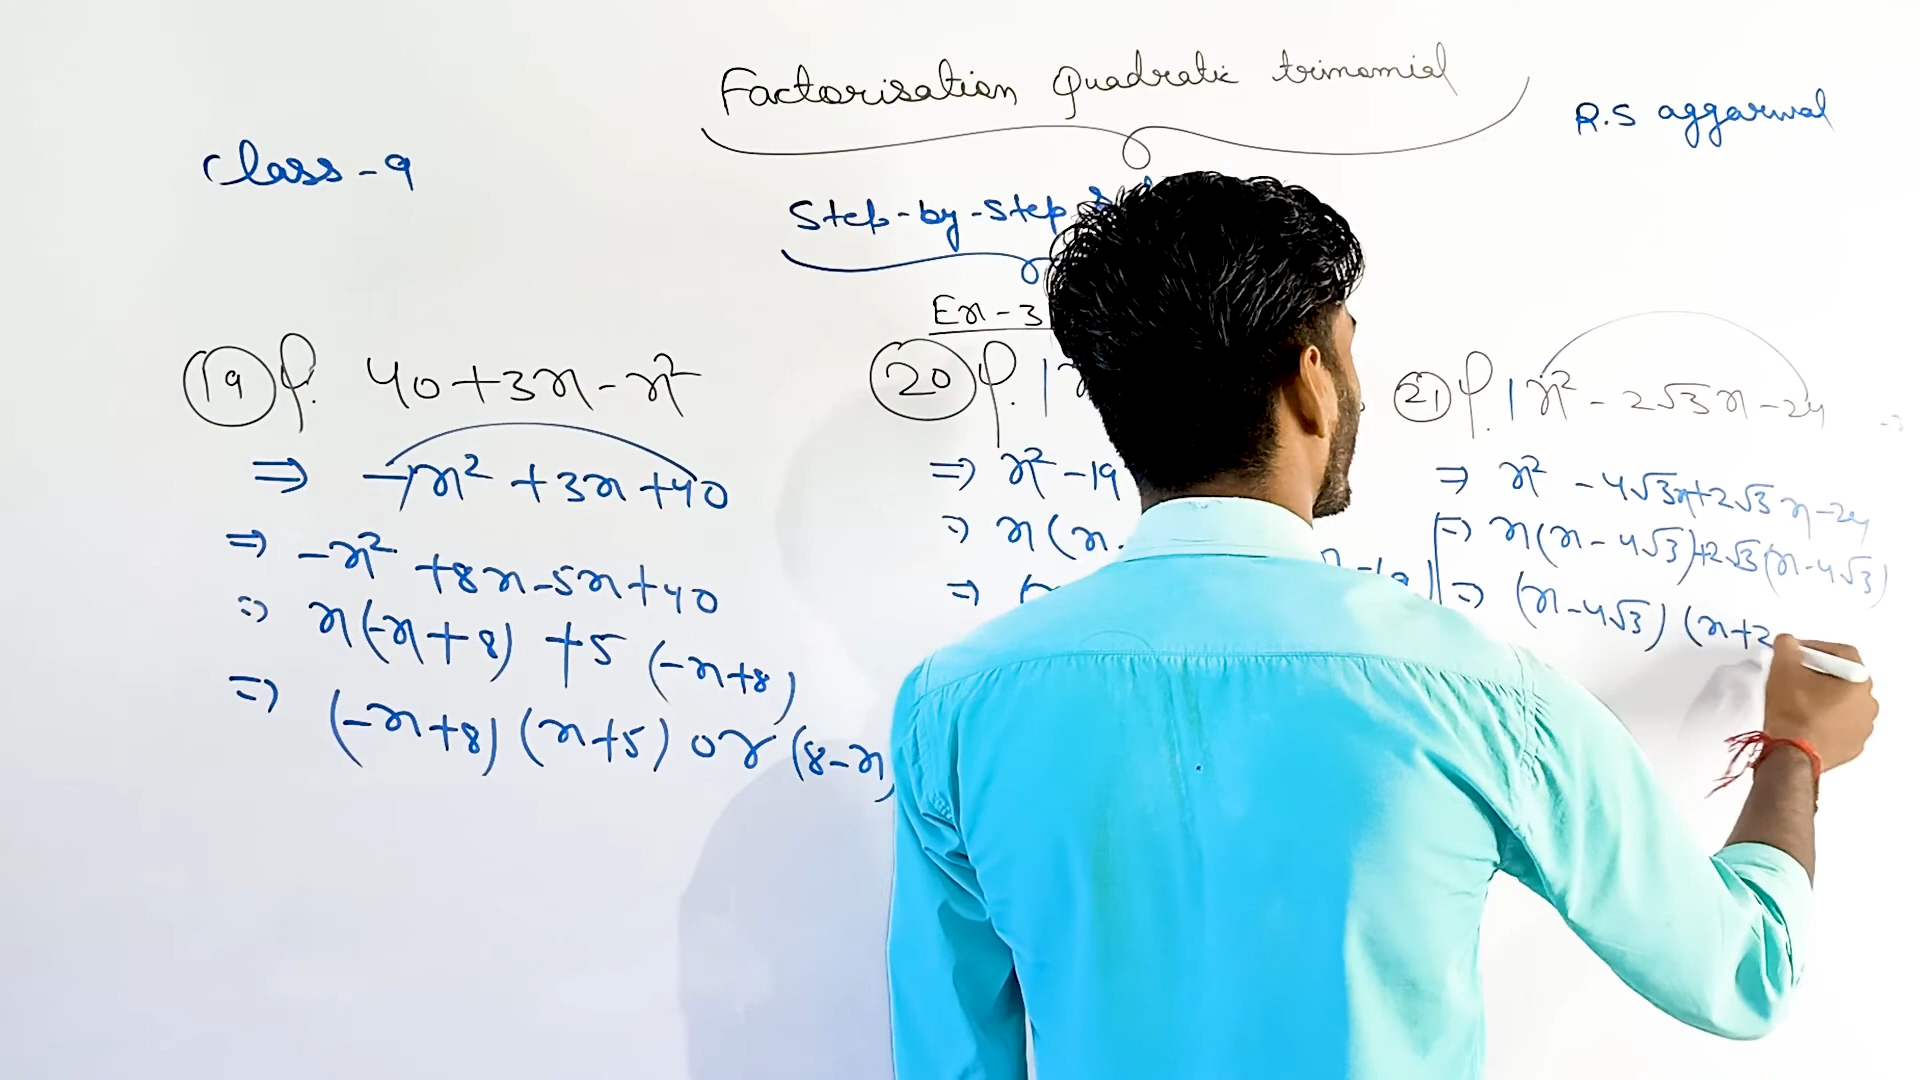 Factorisation Quadratic trinomial
R.S aggarwal
Class-9
Step-by-step
Ex-3
19 f. 40+3x-x²
⇒ -1x²+3x+40
⇒ -x²+8x-5x+40
⇒ x(-x+8)+5(-x+8)
⇒ (-x+8)(x+5) or (8-x
20 f.
⇒ x²-19
⇒ x(x-
⇒
21 f. 1x²-2√3x-24
⇒ x²-4√3x+2√3x-24
⇒ x(x-4√3)+2√3(x-4√3)
⇒ (x-4√3)(x+2